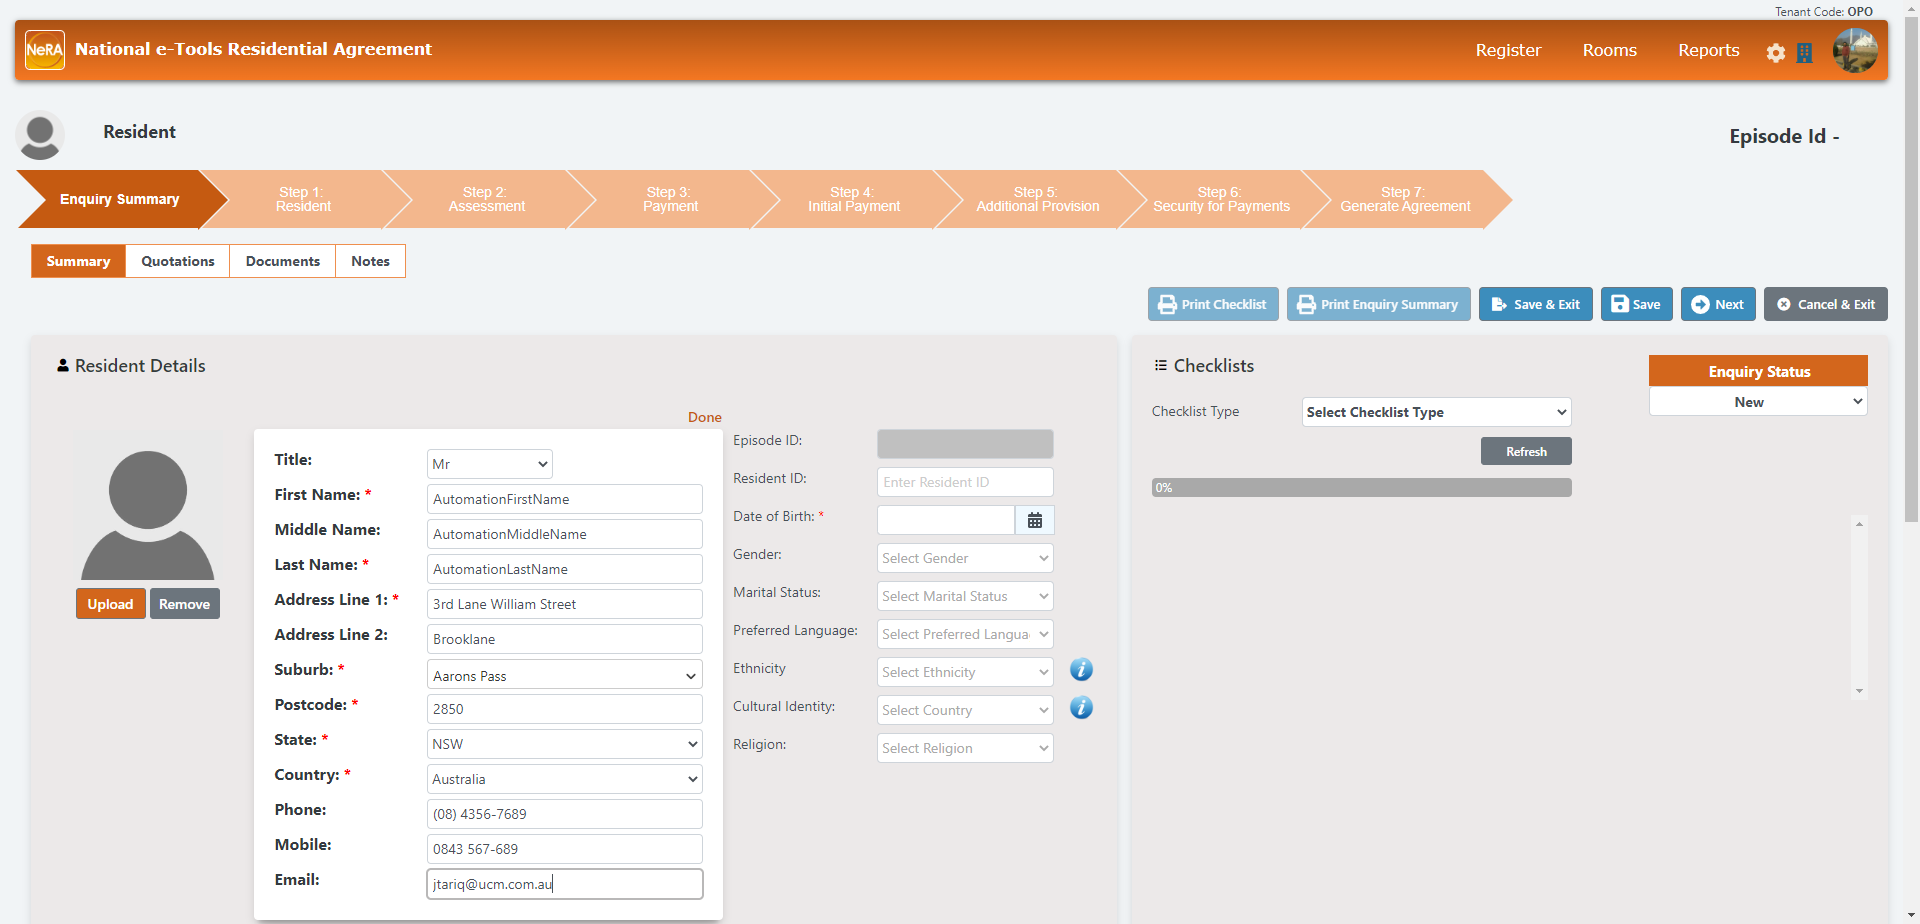 Tenant Code: OPO
NeRA
National e-Tools Residential Agreement
Register
Rooms
Reports
Resident
Episode Id -
Enquiry Summary
Step 1:
Resident
Step 2:
Assessment
Step 3:
Payment
Step 4:
Initial Payment
Step 5:
Additional Provision
Step 6:
Security for Payments
Step 7:
Generate Agreement
Summary
Quotations
Documents
Notes
Print Checklist
Print Enquiry Summary
Save & Exit
Save
Next
Cancel & Exit
Resident Details
Done
Upload
Remove
Title:
Mr
First Name: *
AutomationFirstName
Middle Name:
AutomationMiddleName
Last Name: *
AutomationLastName
Address Line 1: *
3rd Lane William Street
Address Line 2:
Brooklane
Suburb: *
Aarons Pass
Postcode: *
2850
State: *
NSW
Country: *
Australia
Phone:
(08) 4356-7689
Mobile:
0843 567-689
Email:
jtariq@ucm.com.au
Episode ID:
Resident ID:
Enter Resident ID
Date of Birth: *
Gender:
Select Gender
Marital Status:
Select Marital Status
Preferred Language:
Select Preferred Langua
Ethnicity
Select Ethnicity
i
Cultural Identity:
Select Country
i
Religion:
Select Religion
Checklists
Checklist Type
Select Checklist Type
Refresh
0%
Enquiry Status
New